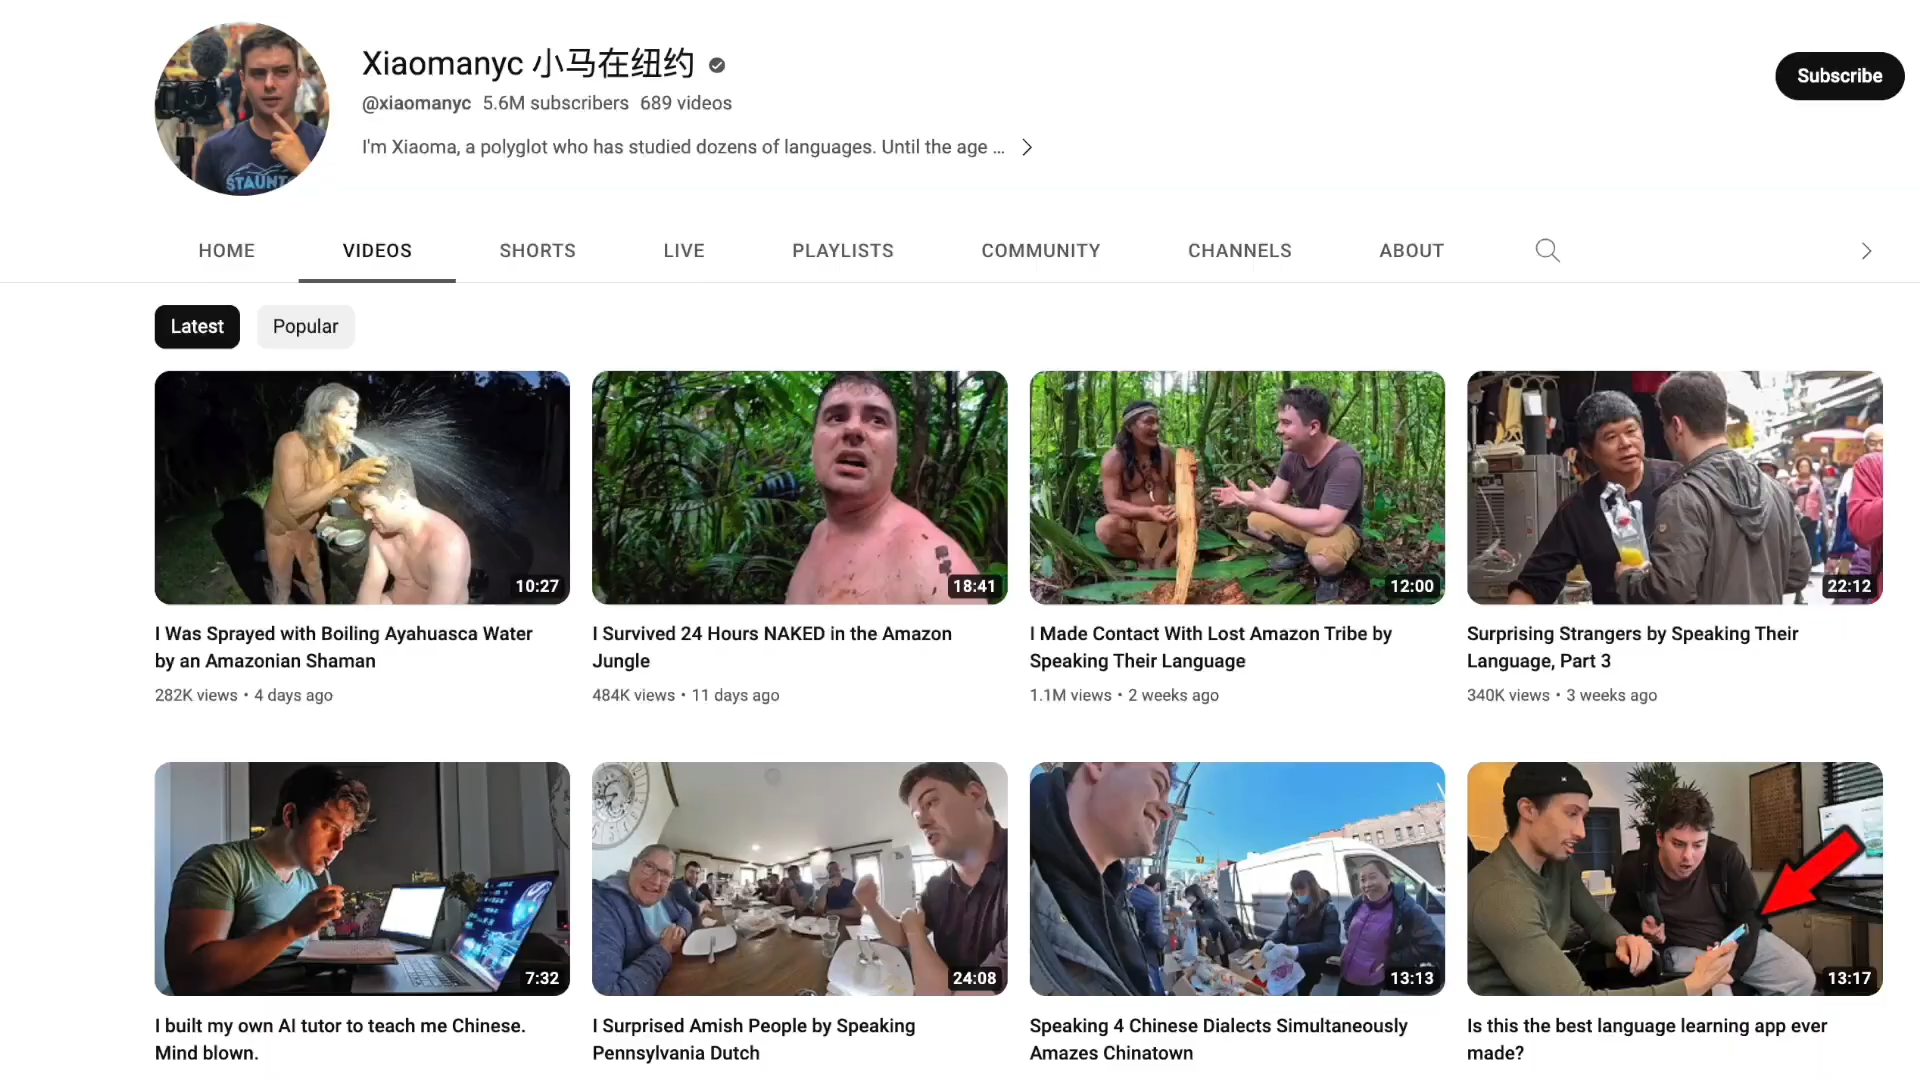 Xiaomanyc 小马在纽约
@xiaomanyc 5.6M subscribers 689 videos
I'm Xiaoma, a polyglot who has studied dozens of languages. Until the age ...
Subscribe
STAUNT
HOME VIDEOS SHORTS LIVE PLAYLISTS COMMUNITY CHANNELS ABOUT
Latest Popular
10:27 18:41 12:00 22:12
I Was Sprayed with Boiling Ayahuasca Water
by an Amazonian Shaman
282K views • 4 days ago
I Survived 24 Hours NAKED in the Amazon
Jungle
484K views • 11 days ago
I Made Contact With Lost Amazon Tribe by
Speaking Their Language
1.1M views • 2 weeks ago
Surprising Strangers by Speaking Their
Language, Part 3
340K views • 3 weeks ago
7:32 24:08 13:13 13:17
I built my own AI tutor to teach me Chinese.
Mind blown.
I Surprised Amish People by Speaking
Pennsylvania Dutch
Speaking 4 Chinese Dialects Simultaneously
Amazes Chinatown
Is this the best language learning app ever
made?